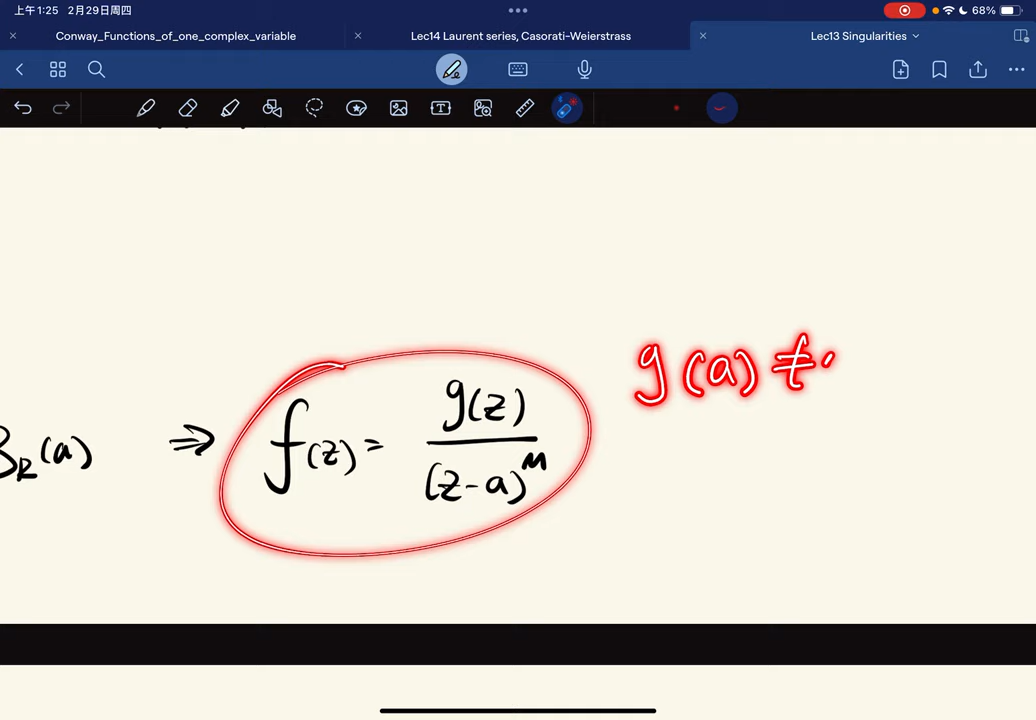 上午1:25 2月29日周四 68%
Conway_Functions_of_one_complex_variable Lec14 Laurent series, Casorati-Weierstrass Lec13 Singularities
g(a) ≠
B_R(a) ⇒ f(z) = g(z) / (z-a)^M